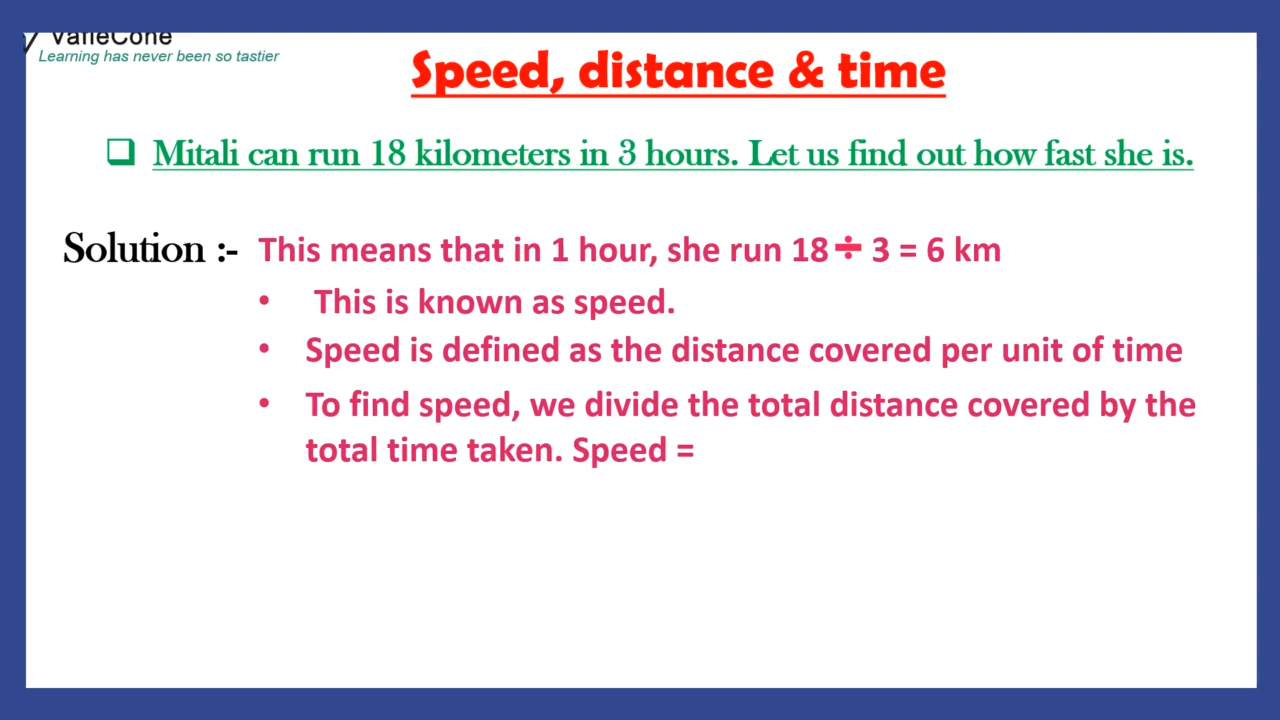 Learning has never been so tastier
Speed, distance & time
❑ Mitali can run 18 kilometers in 3 hours. Let us find out how fast she is.
Solution :- This means that in 1 hour, she run 18 ÷ 3 = 6 km
• This is known as speed.
• Speed is defined as the distance covered per unit of time
• To find speed, we divide the total distance covered by the
total time taken. Speed =